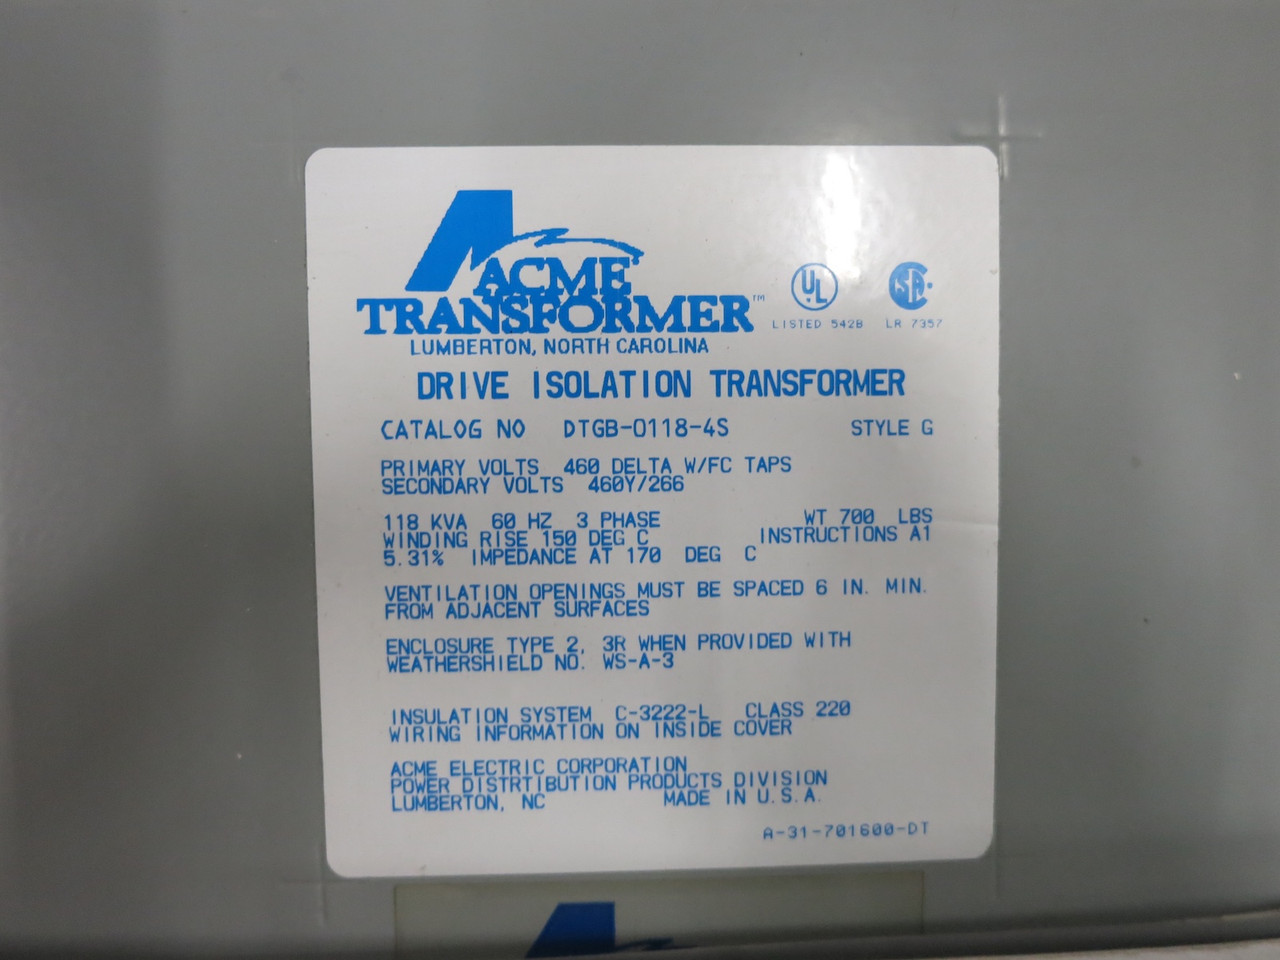 ACME
TRANSFORMER™
LUMBERTON, NORTH CAROLINA
UL
LISTED 542B
SA
LR 7357
DRIVE ISOLATION TRANSFORMER
CATALOG NO DTGB-0118-4S STYLE G
PRIMARY VOLTS 460 DELTA W/FC TAPS
SECONDARY VOLTS 460Y/266
118 KVA 60 HZ 3 PHASE WT 700 LBS
WINDING RISE 150 DEG C INSTRUCTIONS A1
5.31% IMPEDANCE AT 170 DEG C
VENTILATION OPENINGS MUST BE SPACED 6 IN. MIN.
FROM ADJACENT SURFACES
ENCLOSURE TYPE 2, 3R WHEN PROVIDED WITH
WEATHERSHIELD NO. WS-A-3
INSULATION SYSTEM C-3222-L CLASS 220
WIRING INFORMATION ON INSIDE COVER
ACME ELECTRIC CORPORATION
POWER DISTRTIBUTION PRODUCTS DIVISION
LUMBERTON, NC MADE IN U.S.A.
A-31-701600-DT